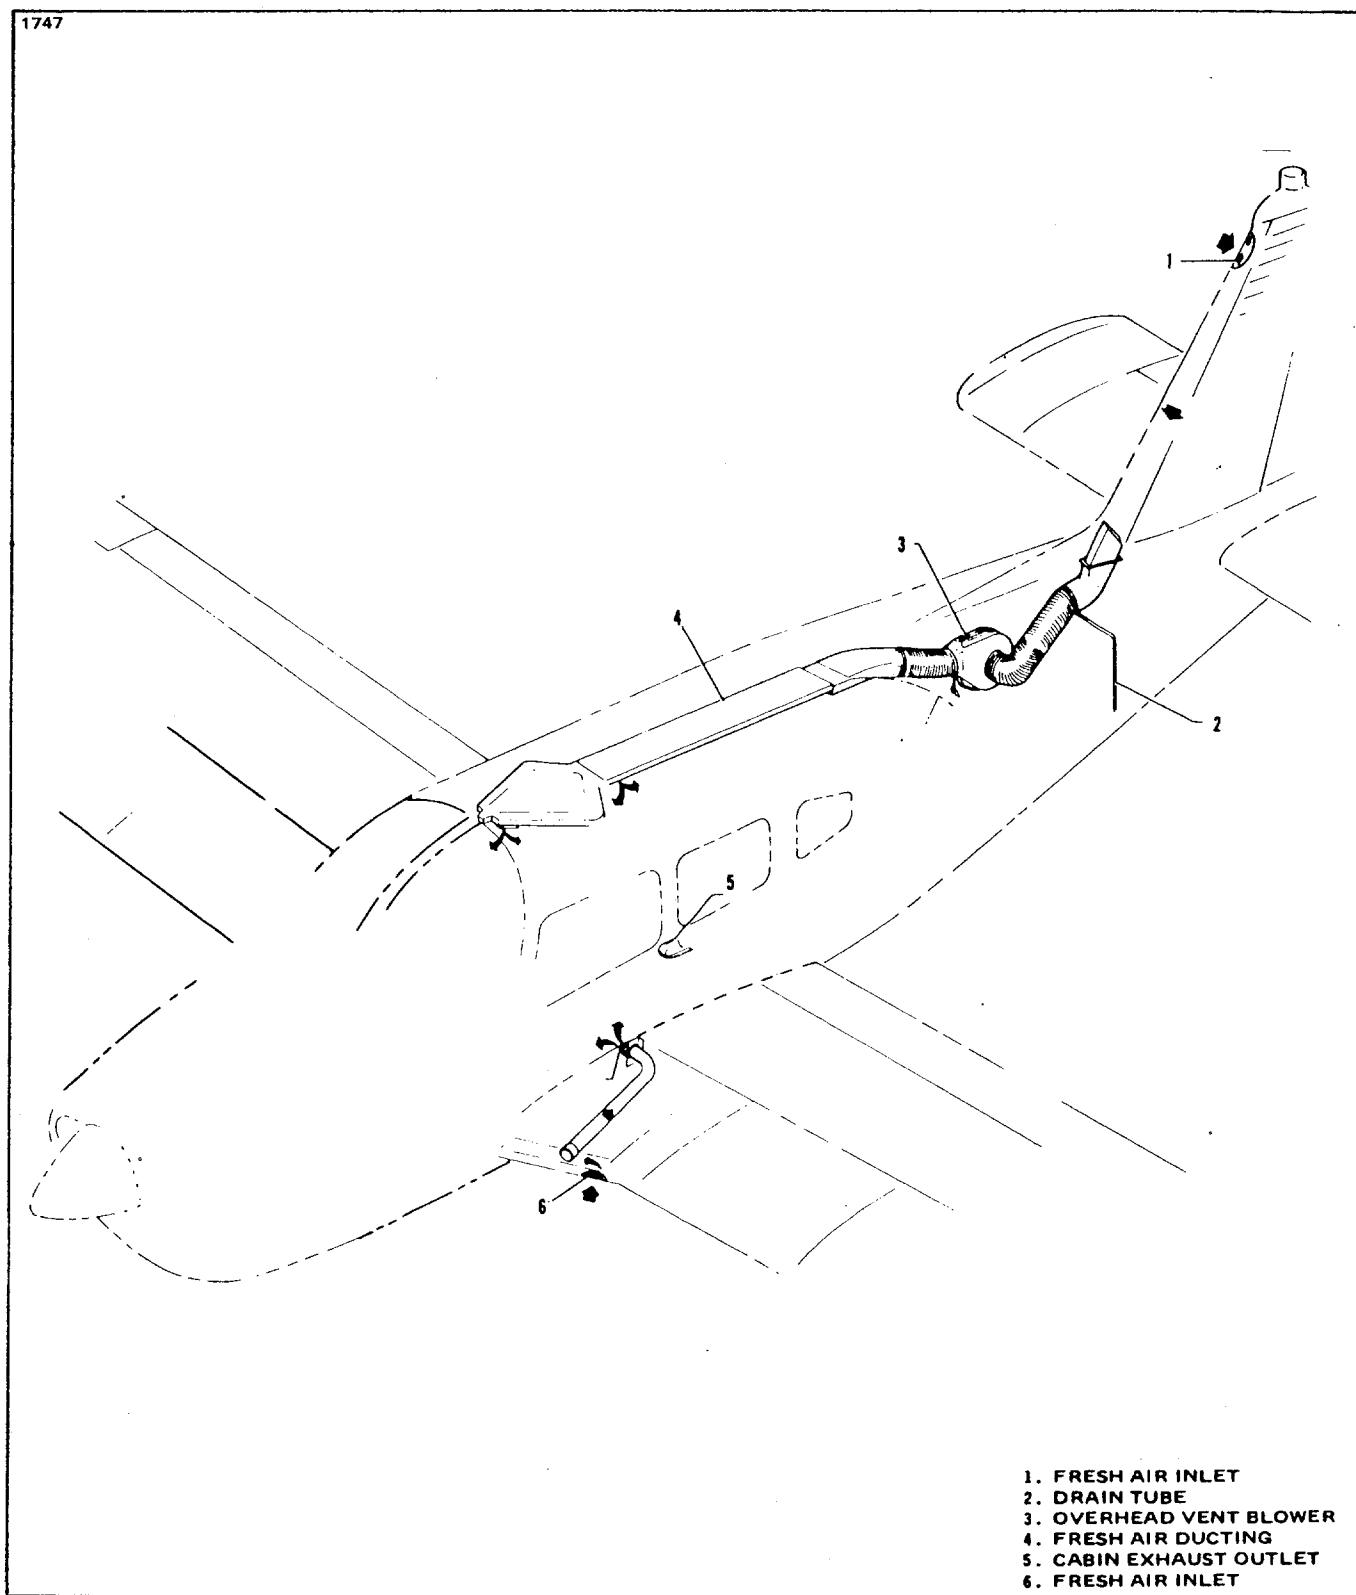 1747
1
3
4
2
5
6
1. FRESH AIR INLET
2. DRAIN TUBE
3. OVERHEAD VENT BLOWER
4. FRESH AIR DUCTING
5. CABIN EXHAUST OUTLET
6. FRESH AIR INLET